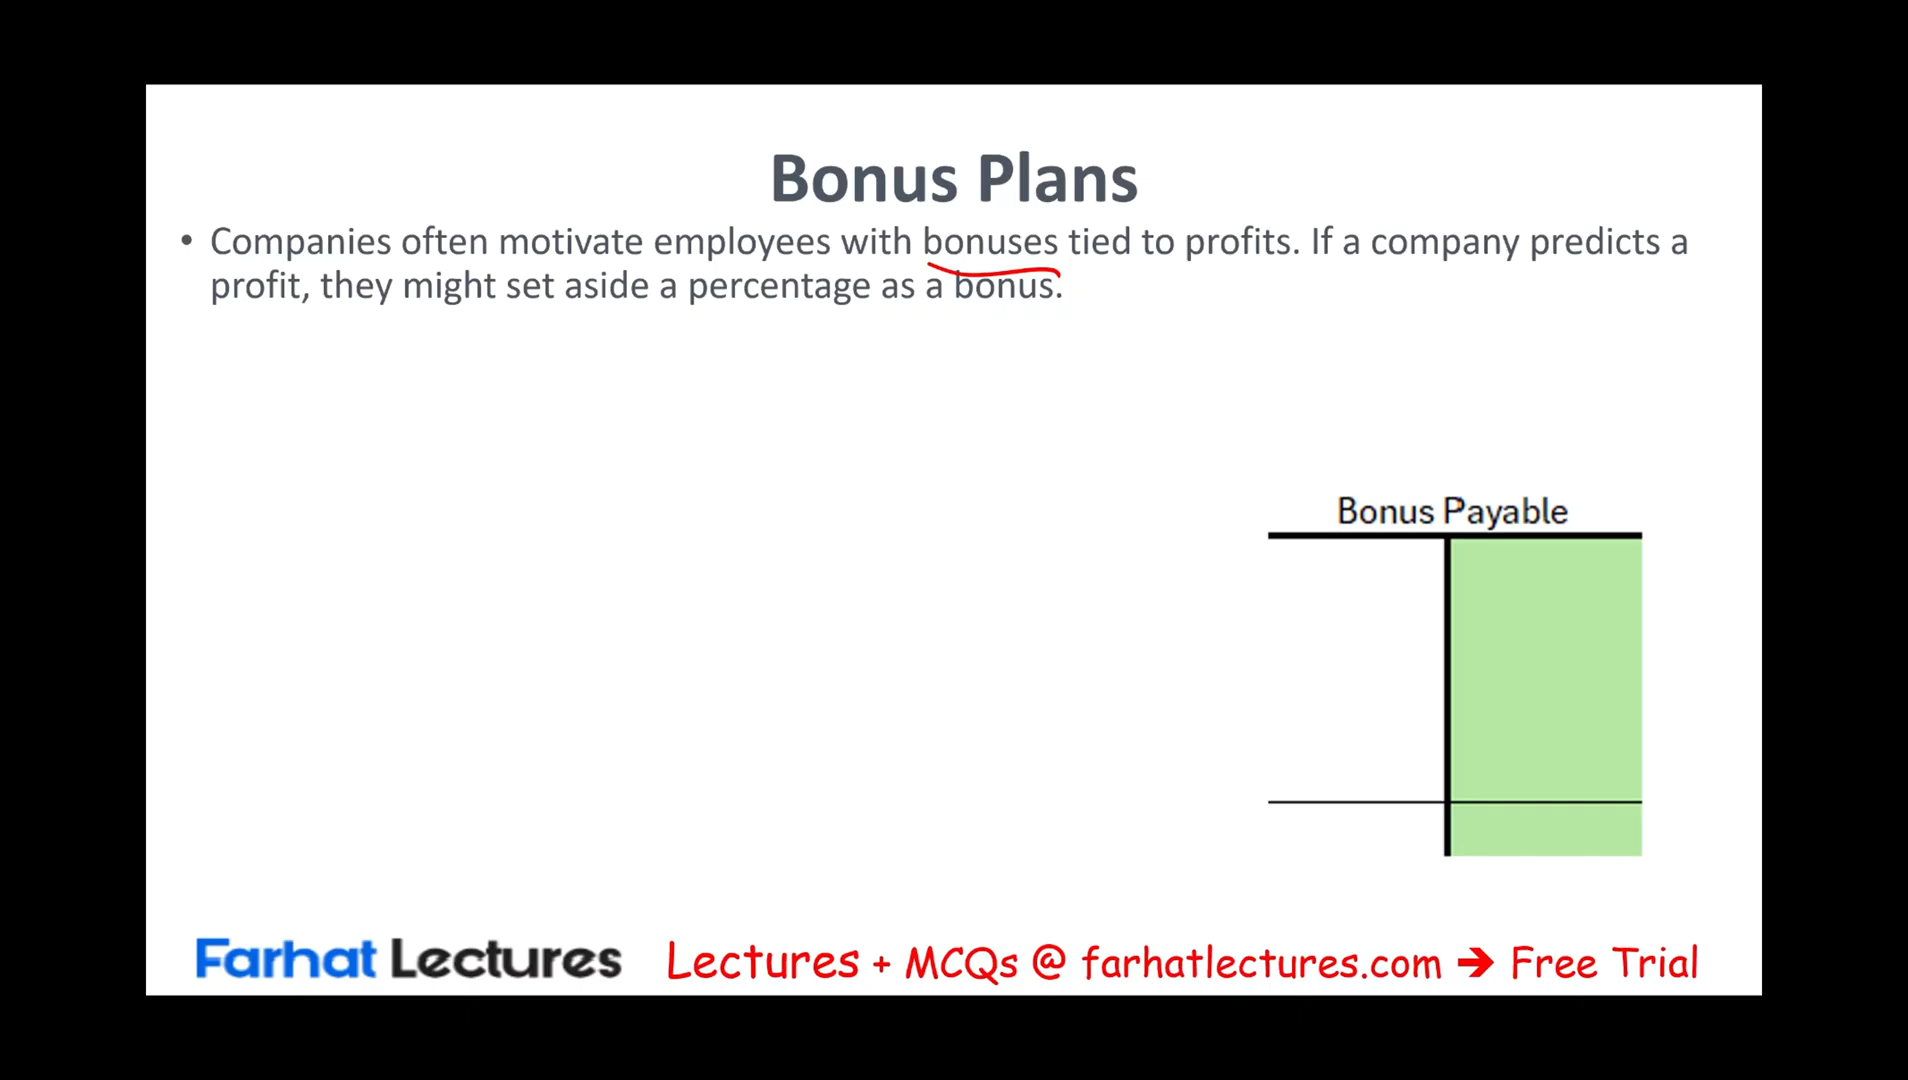 Bonus Plans
• Companies often motivate employees with bonuses tied to profits. If a company predicts a
profit, they might set aside a percentage as a bonus.
Bonus Payable
Farhat Lectures Lectures + MCQs @ farhatlectures.com ➔ Free Trial